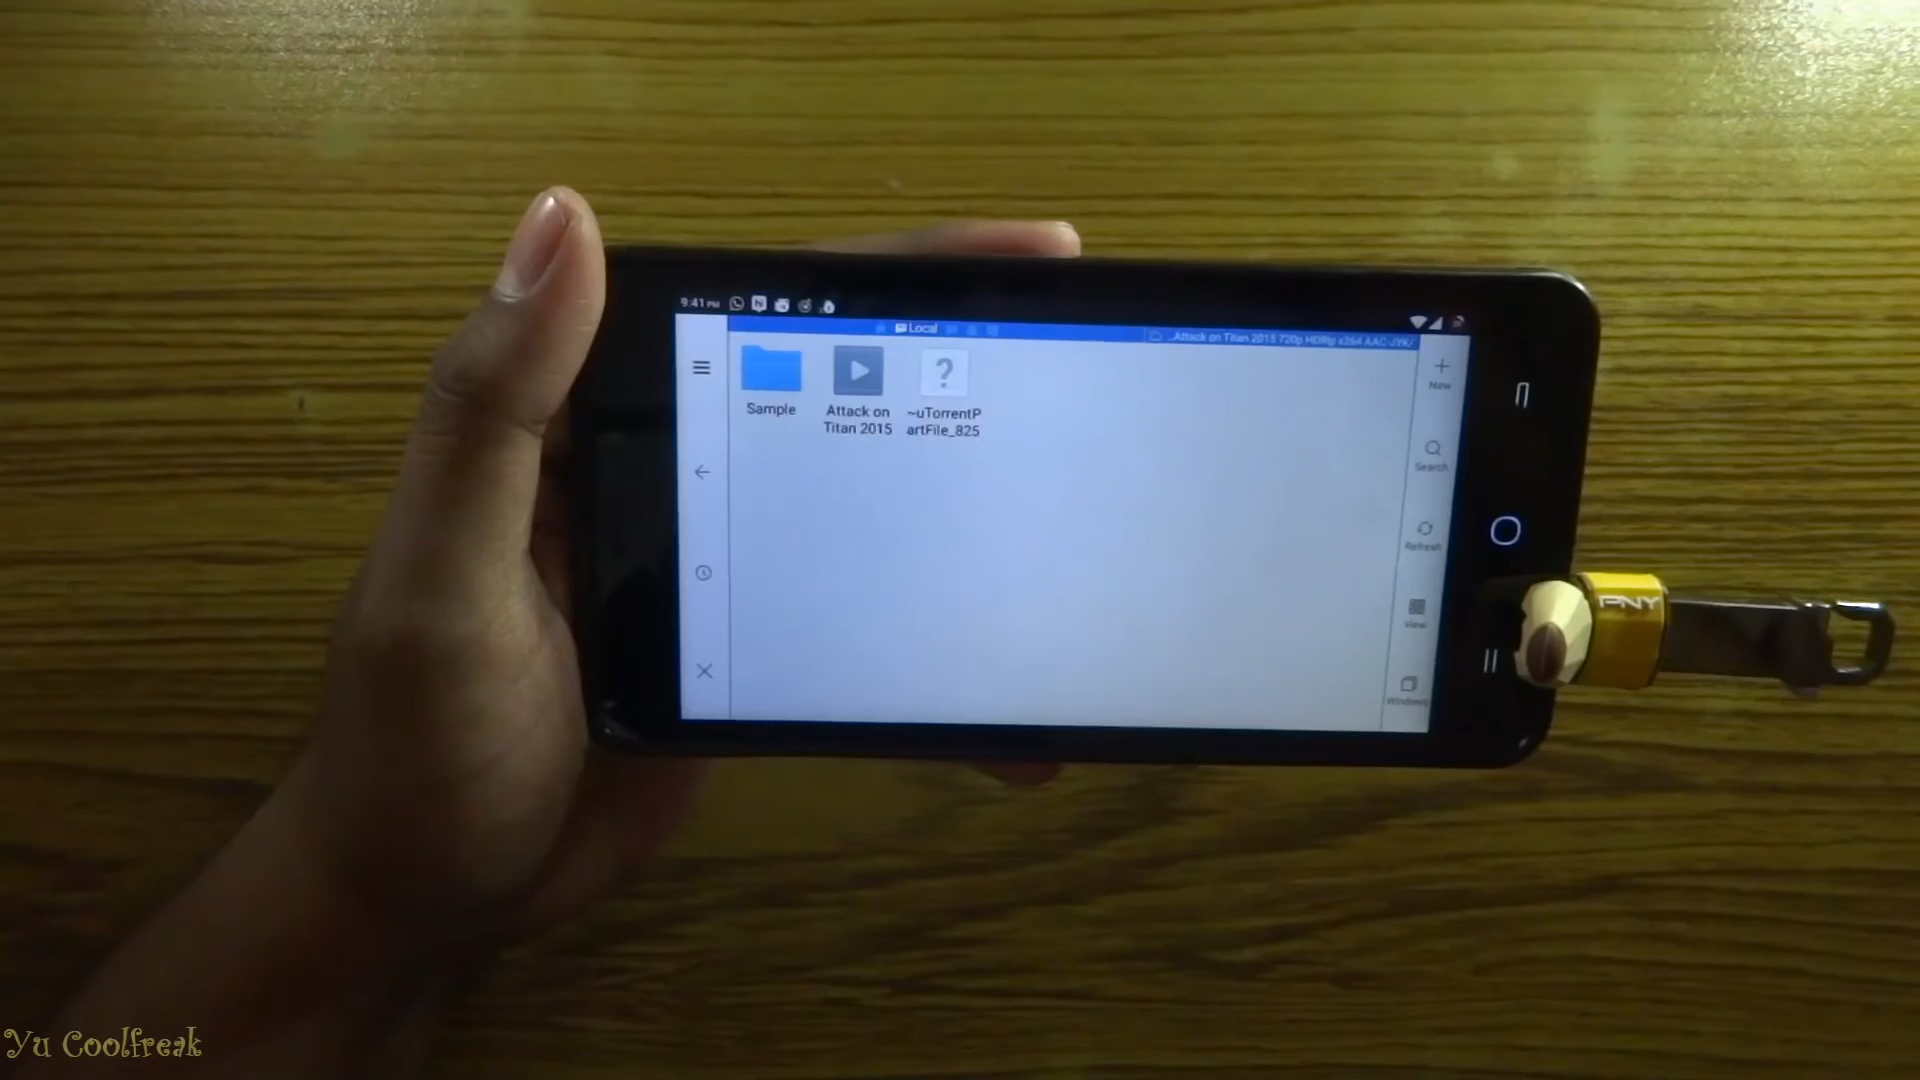 9:41 PM
Local
...Attack on Titan 2015 720p HDRip x264 AAC-JYK/
Sample
Attack on
Titan 2015
~uTorrentP
artFile_825
New
Search
Refresh
View
Windows
PNY
Yu Coolfreak